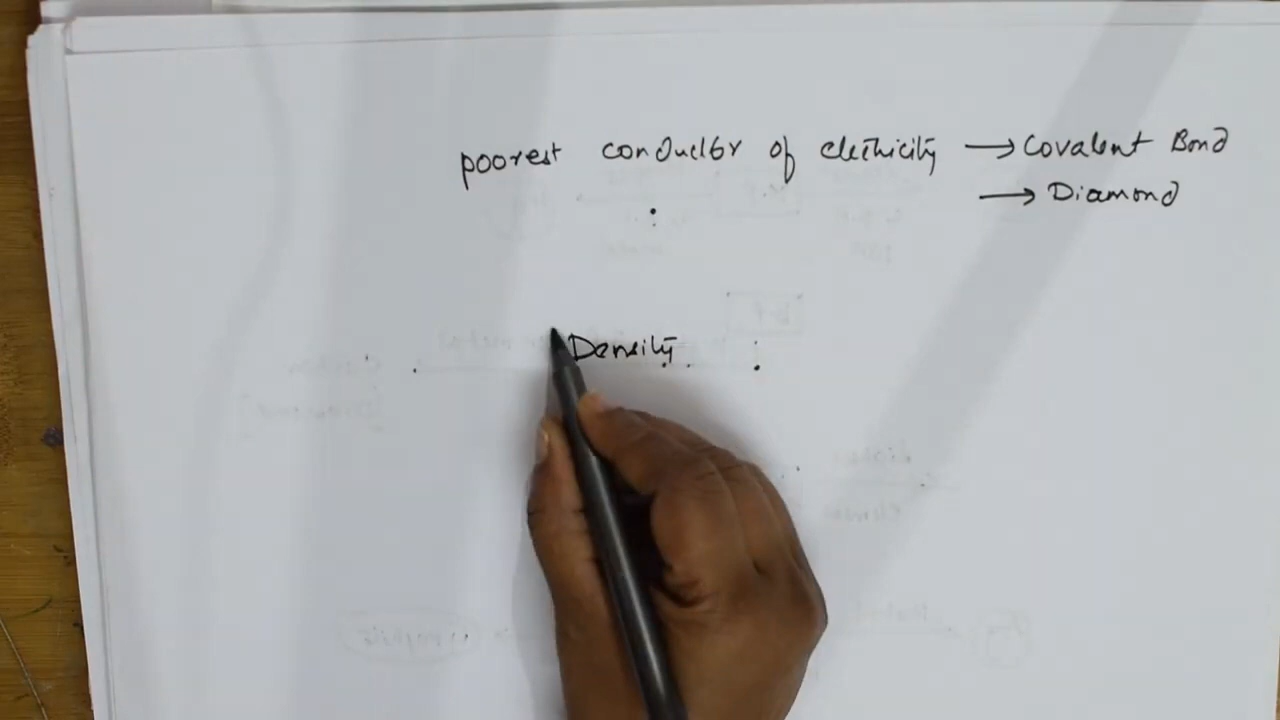 poorest conductor of electricity → Covalent Bond
→ Diamond
Density